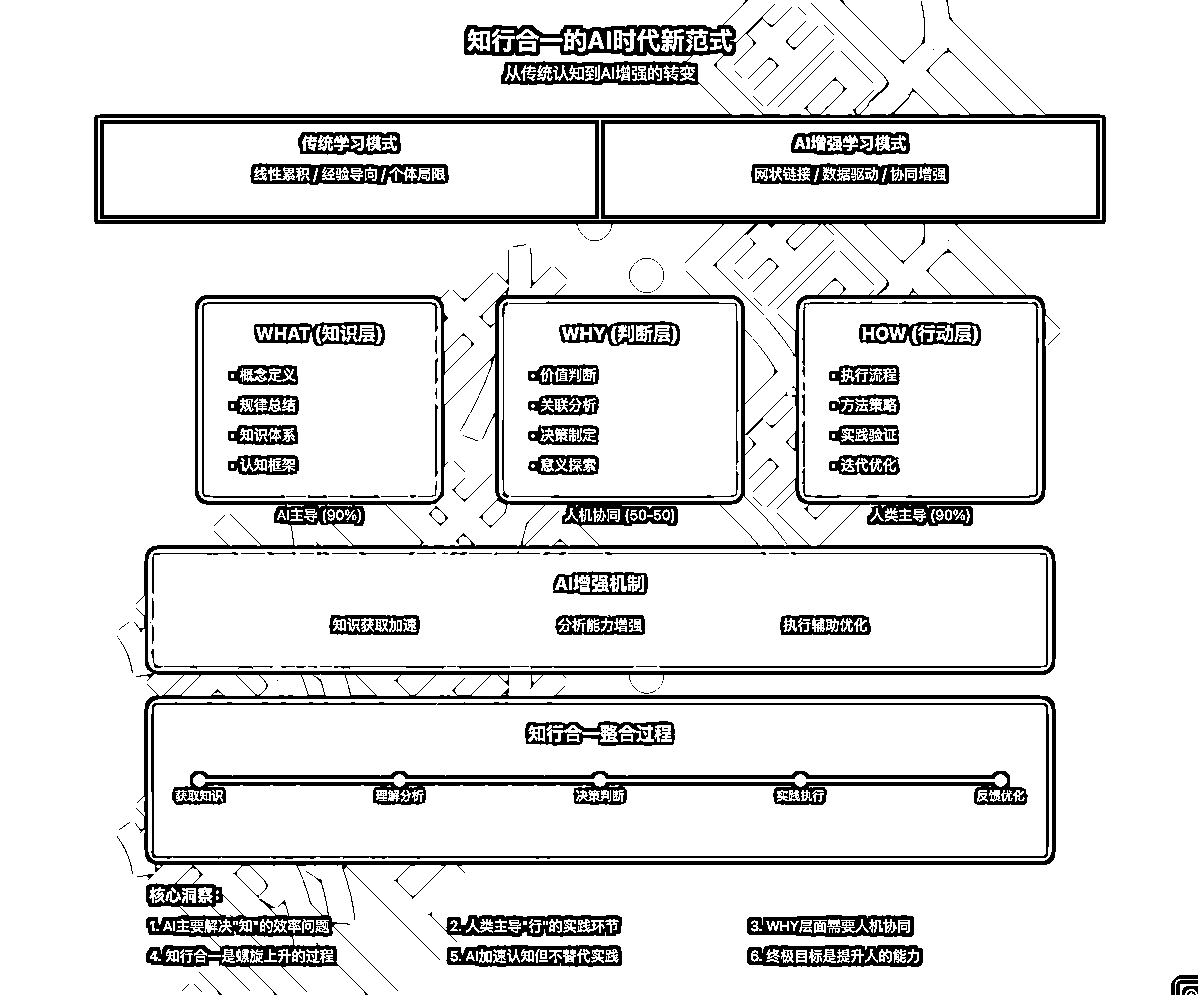 知行合一的AI时代新范式
从传统认知到AI增强的转变
传统学习模式
线性累积 / 经验导向 / 个体局限
AI增强学习模式
网状链接 / 数据驱动 / 协同增强
WHAT (知识层)
▪ 概念定义
▪ 规律总结
▪ 知识体系
▪ 认知框架
AI主导 (90%)
WHY (判断层)
▪ 价值判断
▪ 关联分析
▪ 决策制定
▪ 意义探索
人机协同 (50-50)
HOW (行动层)
▪ 执行流程
▪ 方法策略
▪ 实践验证
▪ 迭代优化
人类主导 (90%)
AI增强机制
知识获取加速
分析能力增强
执行辅助优化
知行合一整合过程
获取知识
理解分析
决策判断
实践执行
反馈优化
核心洞察：
1. AI主要解决"知"的效率问题
2. 人类主导"行"的实践环节
3. WHY层面需要人机协同
4. 知行合一是螺旋上升的过程
5. AI加速认知但不替代实践
6. 终极目标是提升人的能力